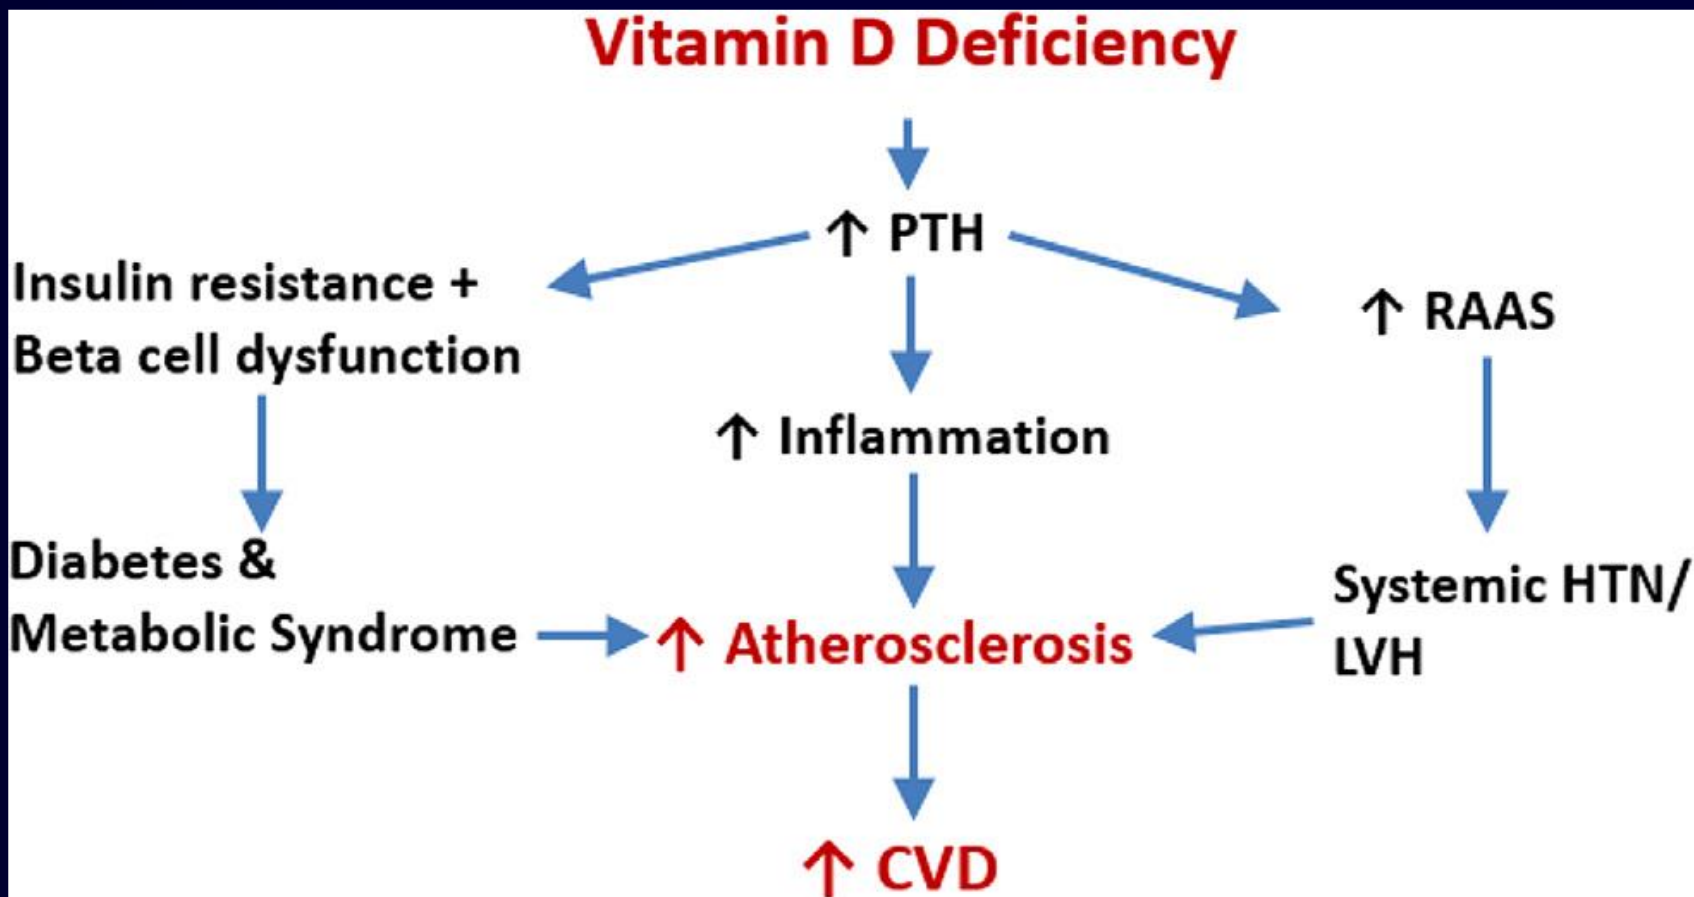 Vitamin D Deficiency
↑ PTH
Insulin resistance +
Beta cell dysfunction
↑ RAAS
↑ Inflammation
Diabetes &
Metabolic Syndrome
↑ Atherosclerosis
Systemic HTN/
LVH
↑ CVD